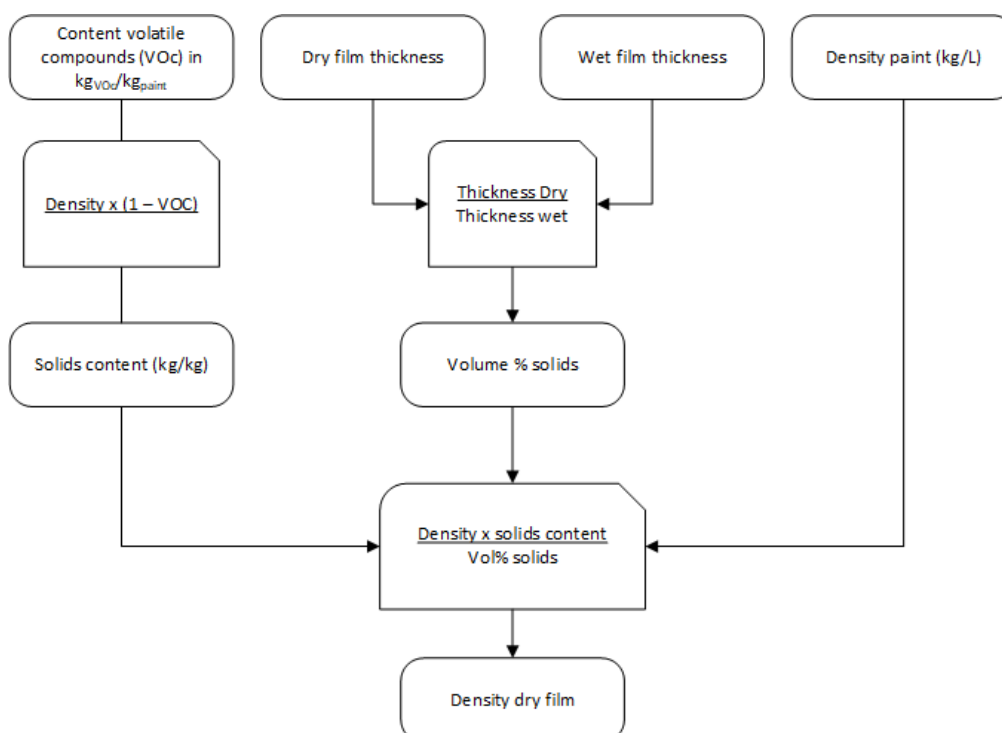 Content volatile
compounds (VOc) in
kgVOc/kgpaint
Dry film thickness
Wet film thickness
Density paint (kg/L)
Density x (1 – VOC)
Thickness Dry
Thickness wet
Solids content (kg/kg)
Volume % solids
Density x solids content
Vol% solids
Density dry film